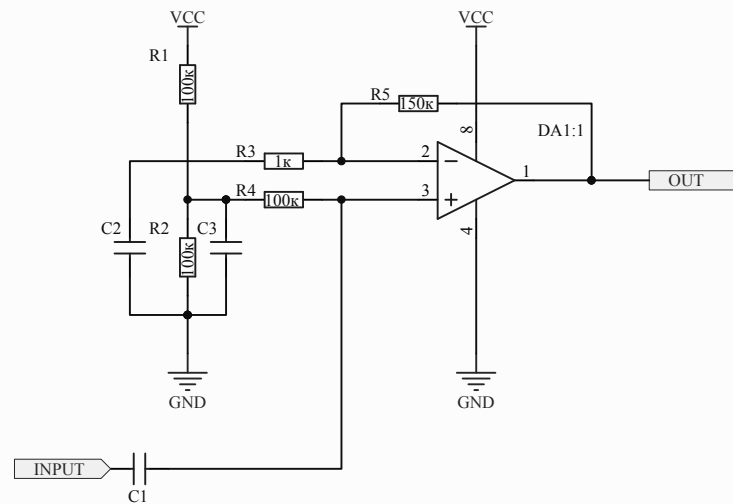 VCC
VCC
R1
100к
R5
150к
8
DA1:1
R3
1к
2
1
OUT
R4
100к
3
C2
R2
100к
C3
4
GND
GND
INPUT
C1